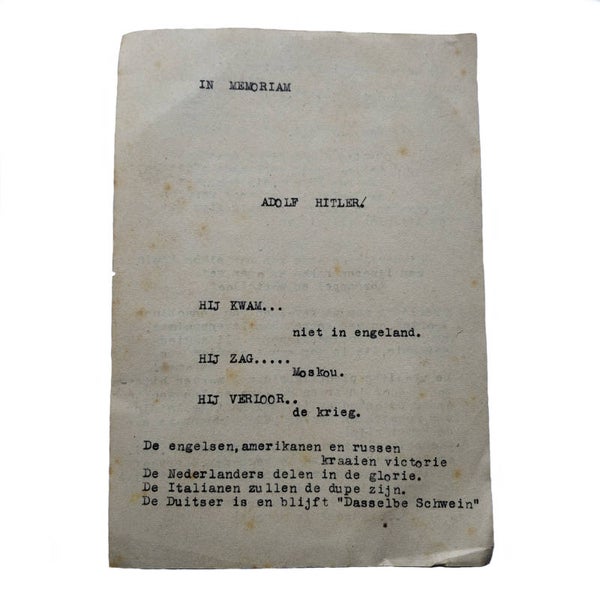 IN MEMORIAM
ADOLF HITLER!
HIJ KWAM...
niet in engeland.
HIJ ZAG.....
Moskou.
HIJ VERLOOR..
de krieg.
De engelsen,amerikanen en russen
kraaien victorie
De Nederlanders delen in de glorie.
De Italianen zullen de dupe zijn.
De Duitser is en blijft "Dasselbe Schwein"